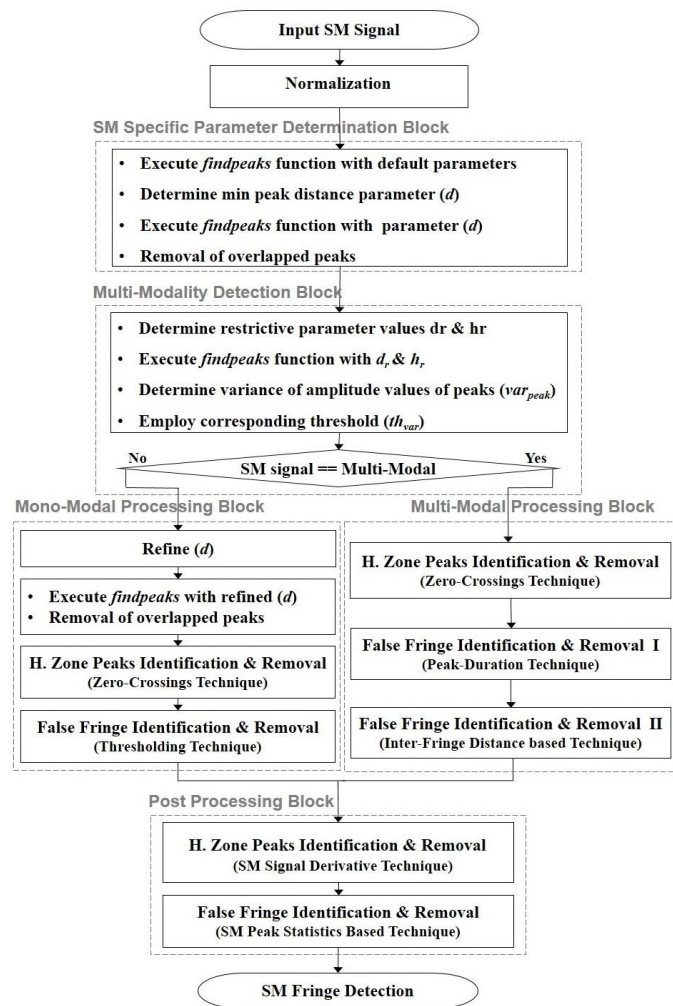 Input SM Signal
Normalization
SM Specific Parameter Determination Block
• Execute findpeaks function with default parameters
• Determine min peak distance parameter (d)
• Execute findpeaks function with parameter (d)
• Removal of overlapped peaks
Multi-Modality Detection Block
• Determine restrictive parameter values dr & hr
• Execute findpeaks function with d_r & h_r
• Determine variance of amplitude values of peaks (var_peak)
• Employ corresponding threshold (th_var)
No
Yes
SM signal == Multi-Modal
Mono-Modal Processing Block
Refine (d)
• Execute findpeaks with refined (d)
• Removal of overlapped peaks
H. Zone Peaks Identification & Removal
(Zero-Crossings Technique)
False Fringe Identification & Removal
(Thresholding Technique)
Multi-Modal Processing Block
H. Zone Peaks Identification & Removal
(Zero-Crossings Technique)
False Fringe Identification & Removal I
(Peak-Duration Technique)
False Fringe Identification & Removal II
(Inter-Fringe Distance based Technique)
Post Processing Block
H. Zone Peaks Identification & Removal
(SM Signal Derivative Technique)
False Fringe Identification & Removal
(SM Peak Statistics Based Technique)
SM Fringe Detection